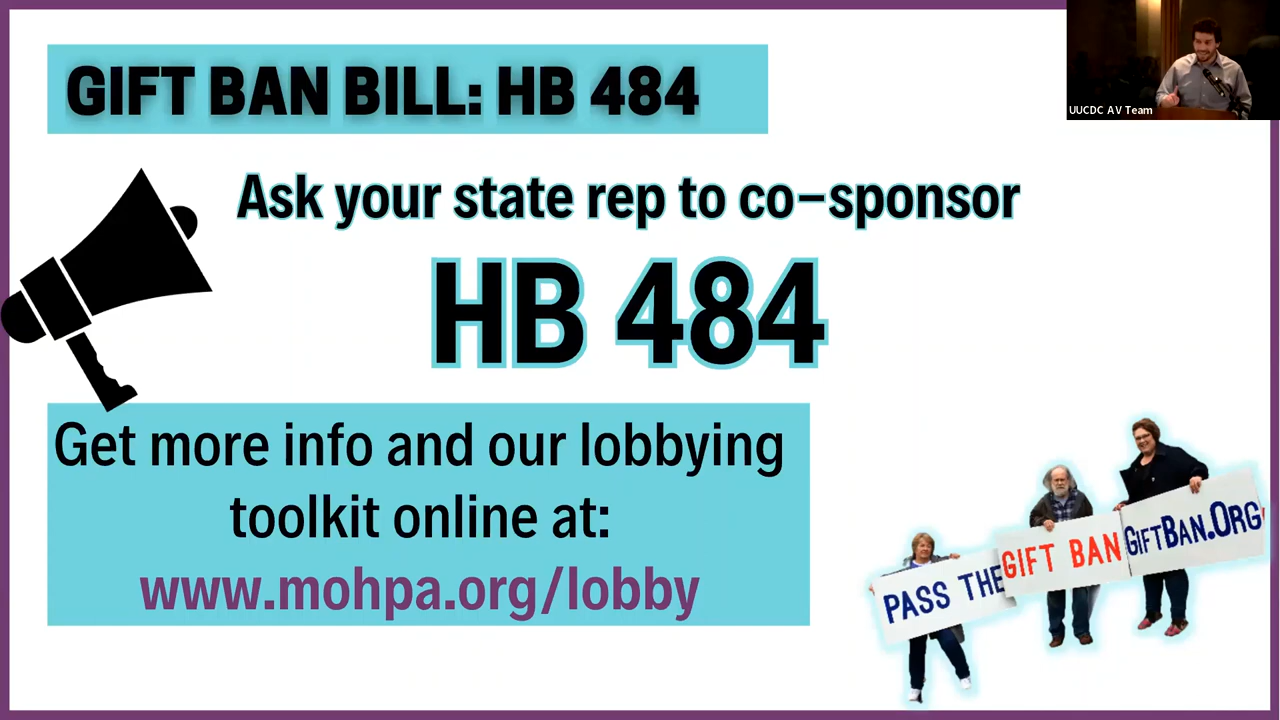 GIFT BAN BILL: HB 484
UUCDC AV Team
Ask your state rep to co-sponsor
HB 484
Get more info and our lobbying
toolkit online at:
www.mohpa.org/lobby
PASS THE
GIFT BAN
GIFTBAN.ORG